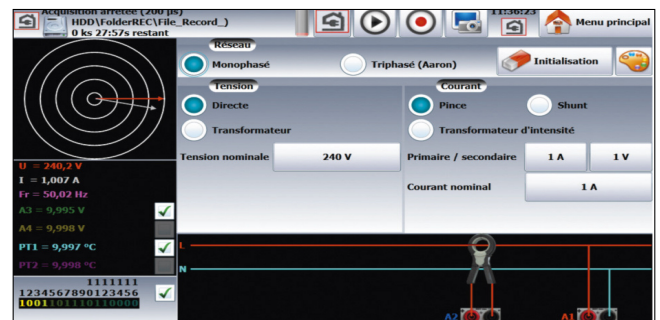 Acquisition arrêtée (200 µs)
HDD\FolderREC\File_Record_)
0 ks 27:57s restant
11:36:23
Menu principal
Réseau
Monophasé
Triphasé (Aaron)
Initialisation
Tension
Directe
Transformateur
Tension nominale
240 V
Courant
Pince
Shunt
Transformateur d'intensité
Primaire / secondaire
1 A
1 V
Courant nominal
1 A
U = 240,2 V
I = 1,007 A
Fr = 50,02 Hz
A3 = 9,995 V
A4 = 9,998 V
PT1 = 9,997 °C
PT2 = 9,998 °C
1111111
1234567890123456
1001101110110000
L
N
A2
A1